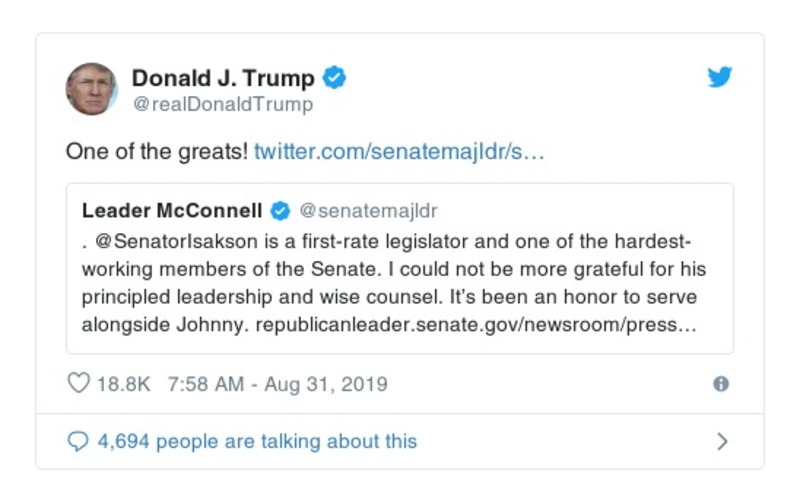 Donald J. Trump
@realDonaldTrump
One of the greats! twitter.com/senatemajldr/s…
Leader McConnell @senatemajldr
. @SenatorIsakson is a first-rate legislator and one of the hardest-
working members of the Senate. I could not be more grateful for his
principled leadership and wise counsel. It’s been an honor to serve
alongside Johnny. republicanleader.senate.gov/newsroom/press…
18.8K 7:58 AM - Aug 31, 2019
4,694 people are talking about this